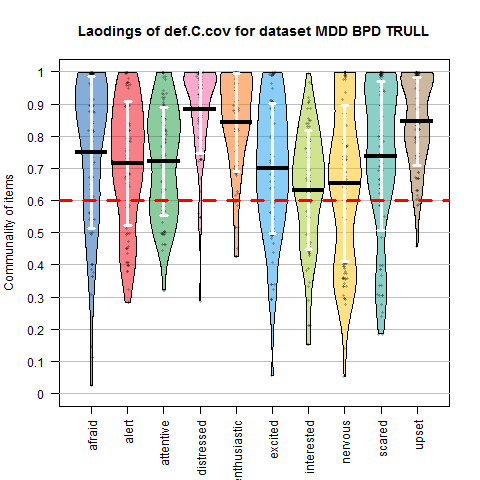 Laodings of def.C.cov for dataset MDD BPD TRULL
Communality of items
1
0.9
0.8
0.7
0.6
0.5
0.4
0.3
0.2
0.1
0
afraid
alert
attentive
distressed
enthusiastic
excited
interested
nervous
scared
upset